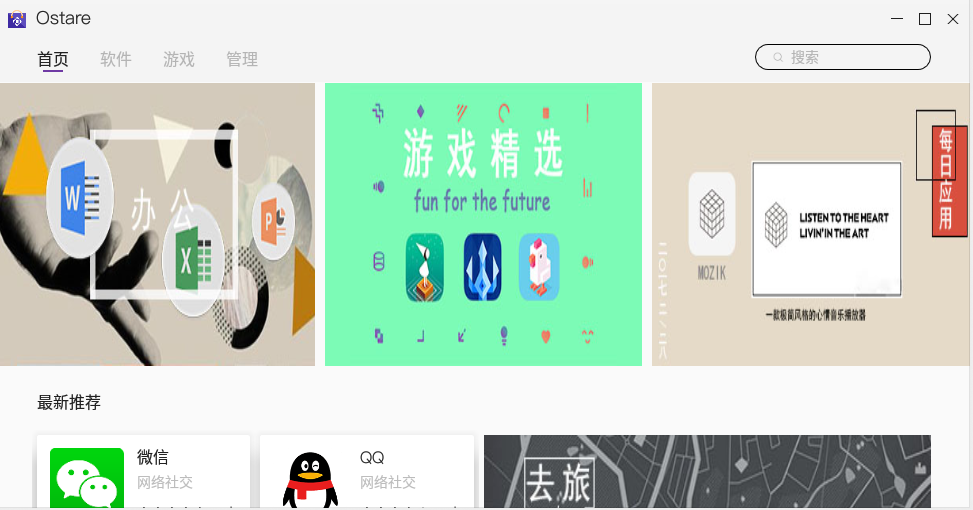 Ostare
首页 软件 游戏 管理
搜索
办公
W
X
P
游戏精选
fun for the future
每日应用
LISTEN TO THE HEART
LIVIN'IN THE ART
MOZIK
一款极简风格的心情音乐播放器
最新推荐
微信
网络社交
QQ
网络社交
去旅